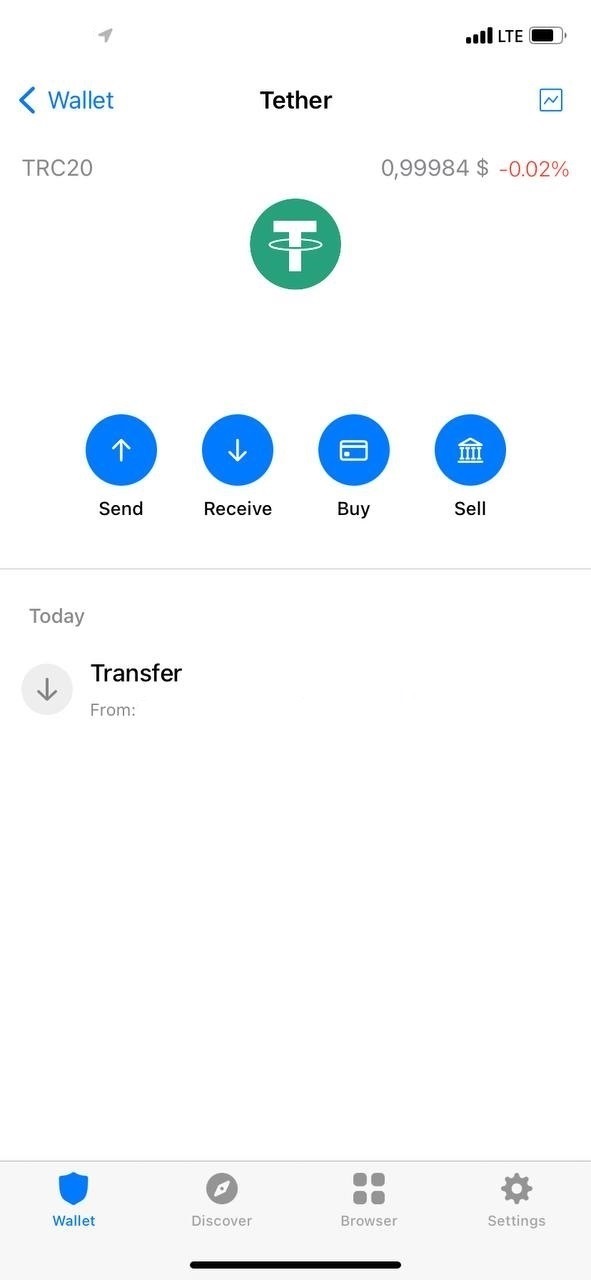 LTE
Wallet Tether
TRC20 0,99984 $ -0.02%
Send Receive Buy Sell
Today
Transfer
From:
Wallet Discover Browser Settings